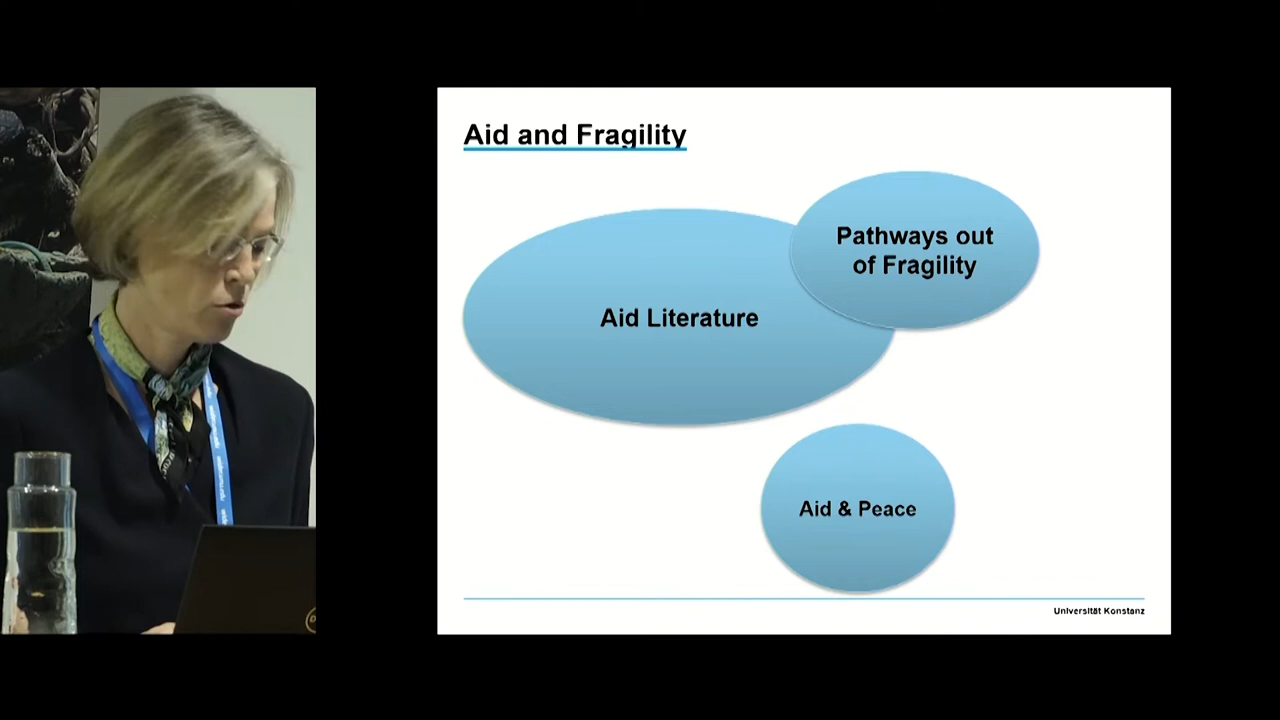 Aid and Fragility
Pathways out
of Fragility
Aid Literature
Aid & Peace
Universität Konstanz